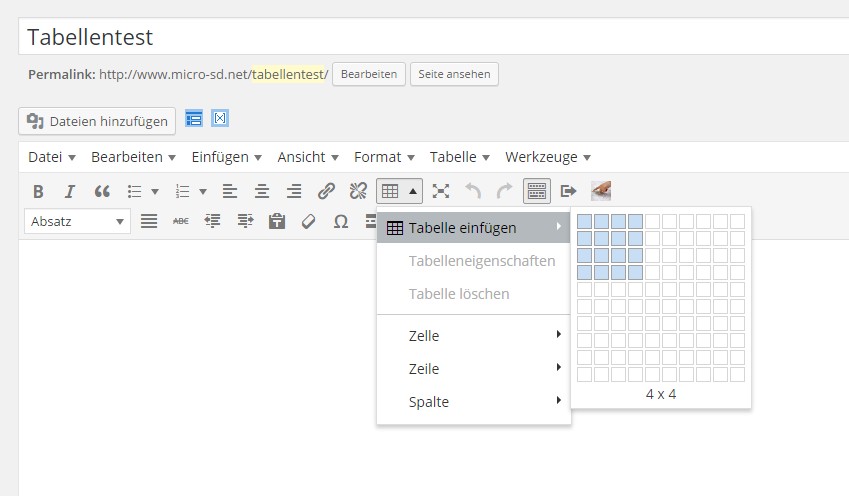 Tabellentest
Permalink: http://www.micro-sd.net/tabellentest/ Bearbeiten Seite ansehen
Dateien hinzufügen
Datei Bearbeiten Einfügen Ansicht Format Tabelle Werkzeuge
B I
Absatz ABC T Ω
Tabelle einfügen
Tabelleneigenschaften
Tabelle löschen
Zelle
Zeile
Spalte
4 x 4